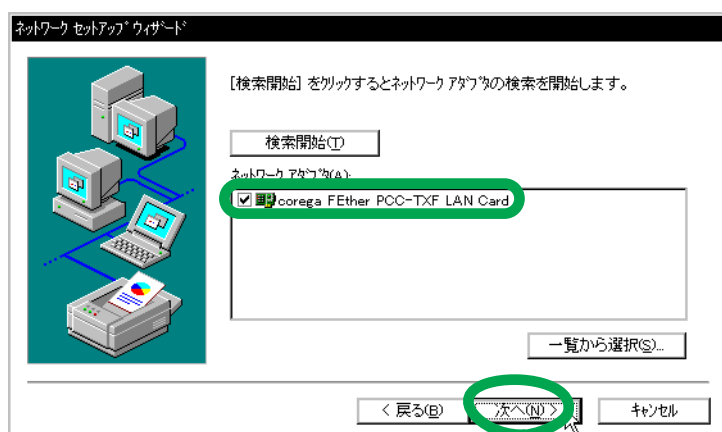 ネットワーク セットアップ ウィザード
[検索開始] をクリックするとネットワーク アダプタの検索を開始します。
検索開始(T)
ネットワーク アダプタ(A):
corega FEther PCC-TXF LAN Card
一覧から選択(S)...
< 戻る(B)
次へ(N) >
キャンセル